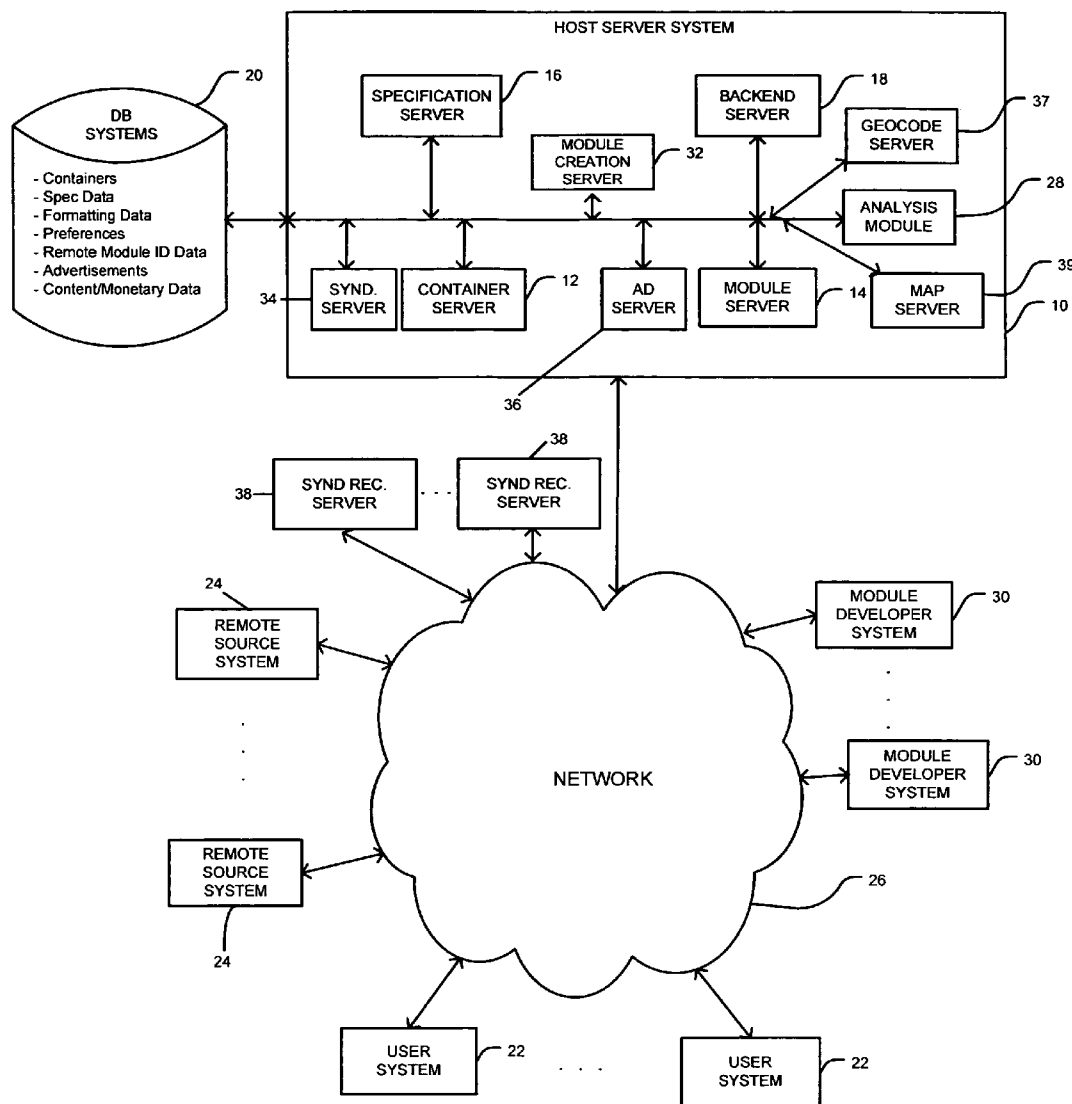 HOST SERVER SYSTEM
20
DB
SYSTEMS
- Containers
- Spec Data
- Formatting Data
- Preferences
- Remote Module ID Data
- Advertisements
- Content/Monetary Data
SPECIFICATION
SERVER
16
MODULE
CREATION
SERVER
32
BACKEND
SERVER
18
GEOCODE
SERVER
37
ANALYSIS
MODULE
28
34
SYND.
SERVER
CONTAINER
SERVER
12
AD
SERVER
36
MODULE
SERVER
14
MAP
SERVER
39
10
38
SYND REC.
SERVER
. . . .
SYND REC.
SERVER
38
24
REMOTE
SOURCE
SYSTEM
.
.
.
REMOTE
SOURCE
SYSTEM
24
NETWORK
26
MODULE
DEVELOPER
SYSTEM
30
.
.
.
MODULE
DEVELOPER
SYSTEM
30
USER
SYSTEM
22
. . . .
USER
SYSTEM
22